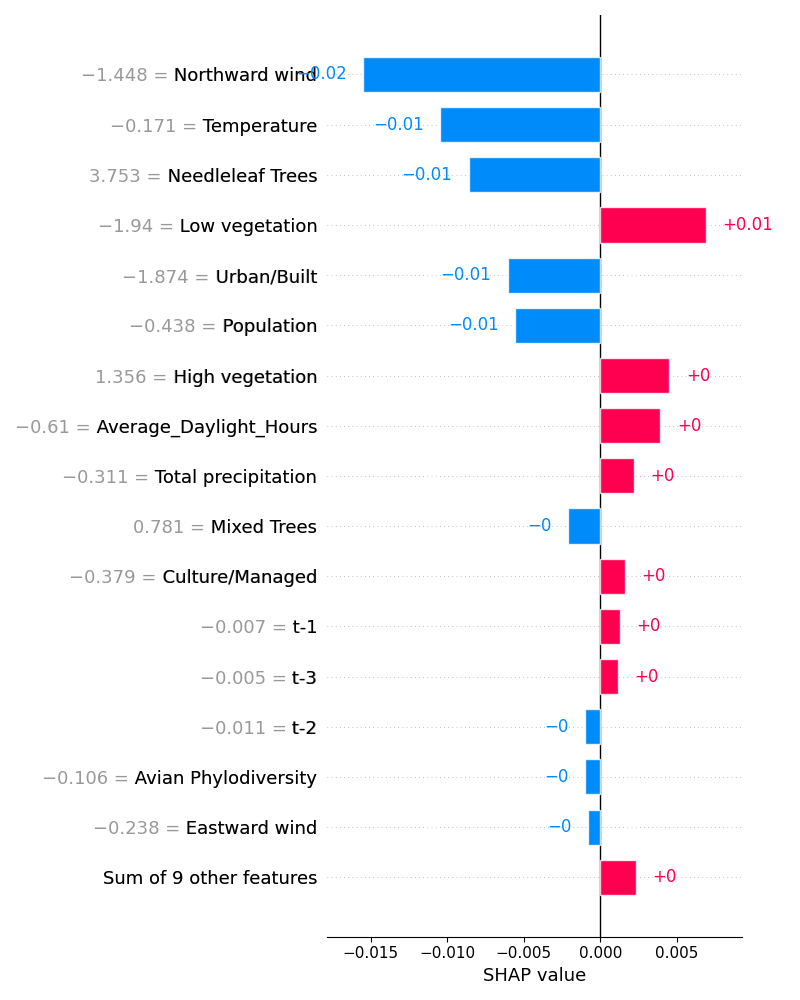 −1.448 = Northward wind −0.02
−0.171 = Temperature −0.01
3.753 = Needleleaf Trees −0.01
−1.94 = Low vegetation +0.01
−1.874 = Urban/Built −0.01
−0.438 = Population −0.01
1.356 = High vegetation +0
−0.61 = Average_Daylight_Hours +0
−0.311 = Total precipitation +0
0.781 = Mixed Trees −0
−0.379 = Culture/Managed +0
−0.007 = t-1 +0
−0.005 = t-3 +0
−0.011 = t-2 −0
−0.106 = Avian Phylodiversity −0
−0.238 = Eastward wind −0
Sum of 9 other features +0
−0.015 −0.010 −0.005 0.000 0.005
SHAP value